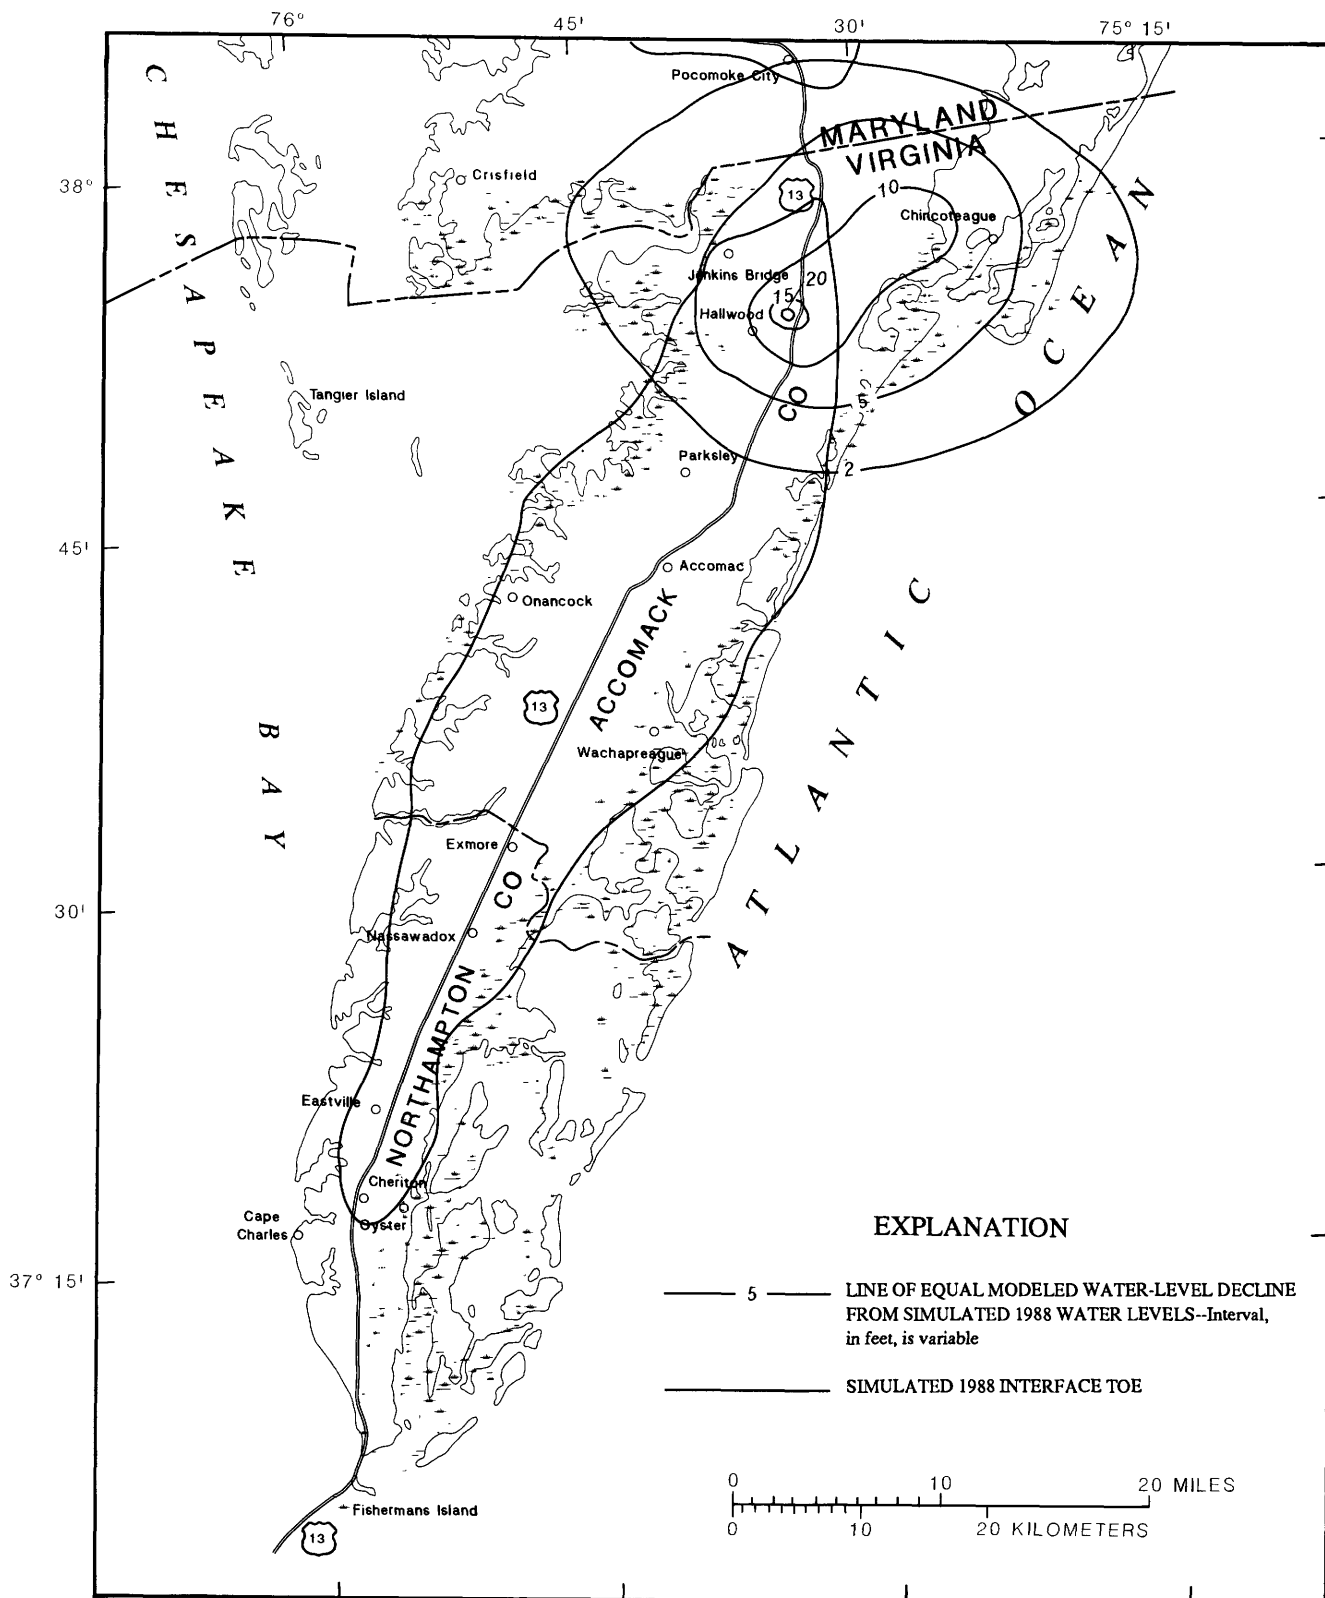 76°
45'
30'
75° 15'
Pocomoke City
MARYLAND
VIRGINIA
38°
Crisfield
13
10
Chincoteague
Jenkins Bridge
20
15
Hallwood
Tangier Island
CO
5
Parksley
2
45'
Accomac
Onancock
ACCOMACK
13
Wachapreague
CHESAPEAKE
BAY
ATLANTIC
OCEAN
Exmore
CO
30'
Nassawadox
NORTHAMPTON
Eastville
Cheriton
Cape
Charles
Oyster
37° 15'
EXPLANATION
5 LINE OF EQUAL MODELED WATER-LEVEL DECLINE
FROM SIMULATED 1988 WATER LEVELS--Interval,
in feet, is variable
SIMULATED 1988 INTERFACE TOE
0 10 20 MILES
0 10 20 KILOMETERS
Fishermans Island
13